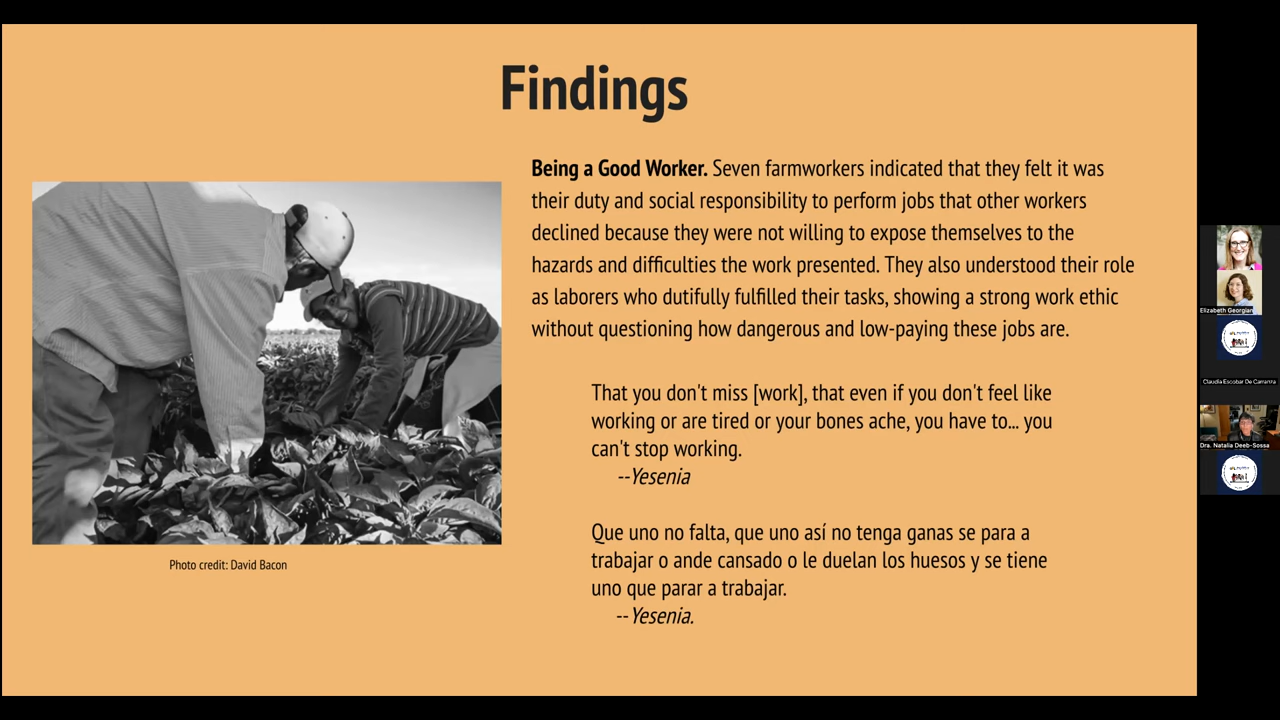 Findings
Being a Good Worker. Seven farmworkers indicated that they felt it was
their duty and social responsibility to perform jobs that other workers
declined because they were not willing to expose themselves to the
hazards and difficulties the work presented. They also understood their role
as laborers who dutifully fulfilled their tasks, showing a strong work ethic
without questioning how dangerous and low-paying these jobs are.
That you don't miss [work], that even if you don't feel like
working or are tired or your bones ache, you have to... you
can't stop working.
--Yesenia
Que uno no falta, que uno así no tenga ganas se para a
trabajar o ande cansado o le duelan los huesos y se tiene
uno que parar a trabajar.
--Yesenia.
Photo credit: David Bacon
Elizabeth Georgian
Claudia Escobar De Carranza
Dra. Natalia Deeb-Sossa